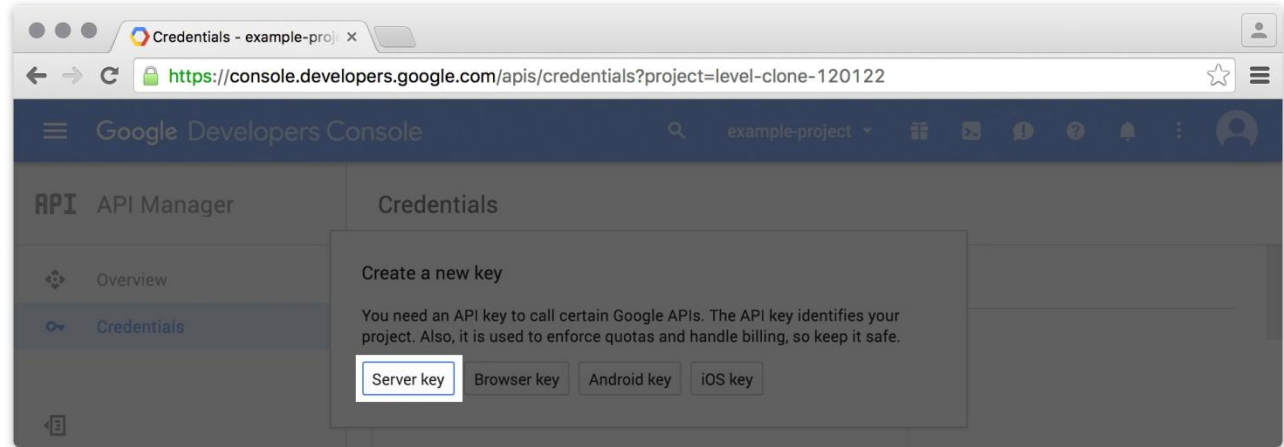 Credentials - example-proj
https://console.developers.google.com/apis/credentials?project=level-clone-120122
Google Developers Console
example-project
API API Manager
Credentials
Overview
Credentials
Create a new key
You need an API key to call certain Google APIs. The API key identifies your
project. Also, it is used to enforce quotas and handle billing, so keep it safe.
Server key Browser key Android key iOS key